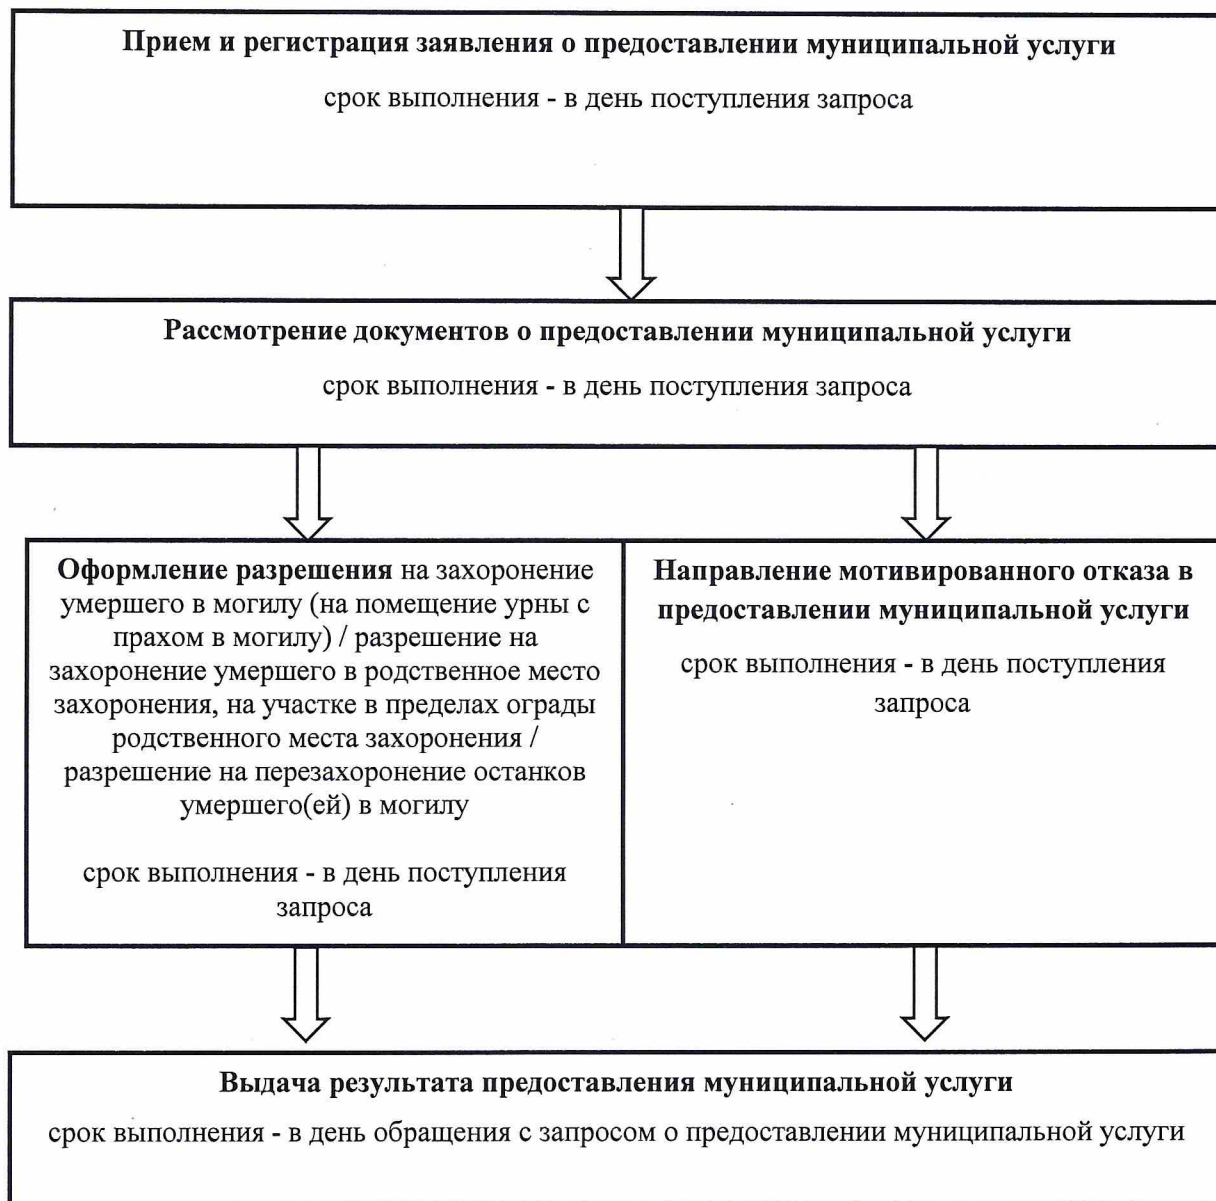 Прием и регистрация заявления о предоставлении муниципальной услуги
срок выполнения - в день поступления запроса
Рассмотрение документов о предоставлении муниципальной услуги
срок выполнения - в день поступления запроса
Оформление разрешения на захоронение
умершего в могилу (на помещение урны с
прахом в могилу) / разрешение на
захоронение умершего в родственное место
захоронения, на участке в пределах ограды
родственного места захоронения /
разрешение на перезахоронение останков
умершего(ей) в могилу
срок выполнения - в день поступления
запроса
Направление мотивированного отказа в
предоставлении муниципальной услуги
срок выполнения - в день поступления
запроса
Выдача результата предоставления муниципальной услуги
срок выполнения - в день обращения с запросом о предоставлении муниципальной услуги